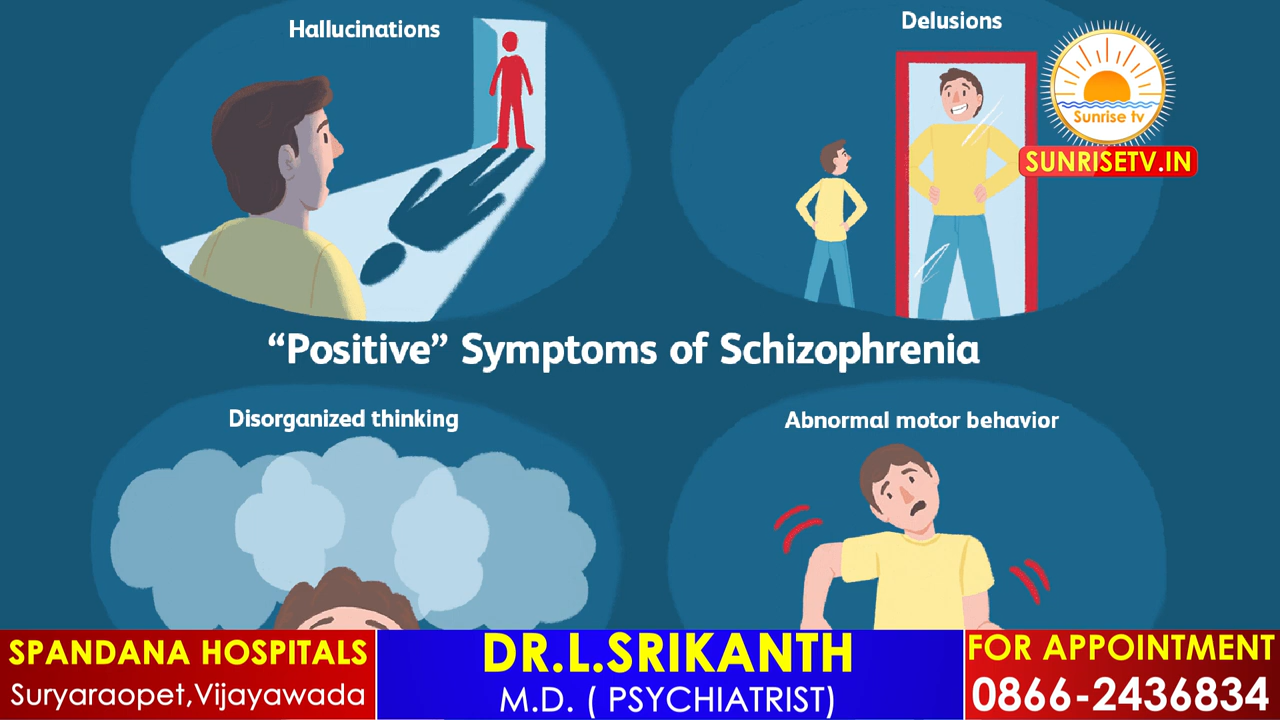 Hallucinations
Delusions
Sunrise tv
SUNRISETV.IN
“Positive” Symptoms of Schizophrenia
Disorganized thinking
Abnormal motor behavior
SPANDANA HOSPITALS
Suryaraopet,Vijayawada
DR.L.SRIKANTH
M.D. ( PSYCHIATRIST)
FOR APPOINTMENT
0866-2436834